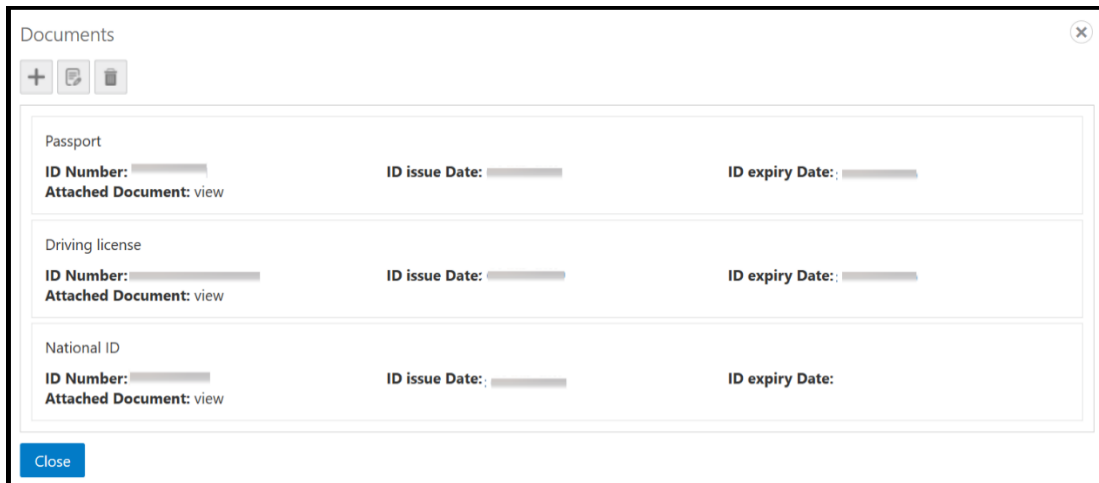 Documents
Passport
ID Number:
ID issue Date:
ID expiry Date:
Attached Document: view
Driving license
ID Number:
ID issue Date:
ID expiry Date:
Attached Document: view
National ID
ID Number:
ID issue Date:
ID expiry Date:
Attached Document: view
Close